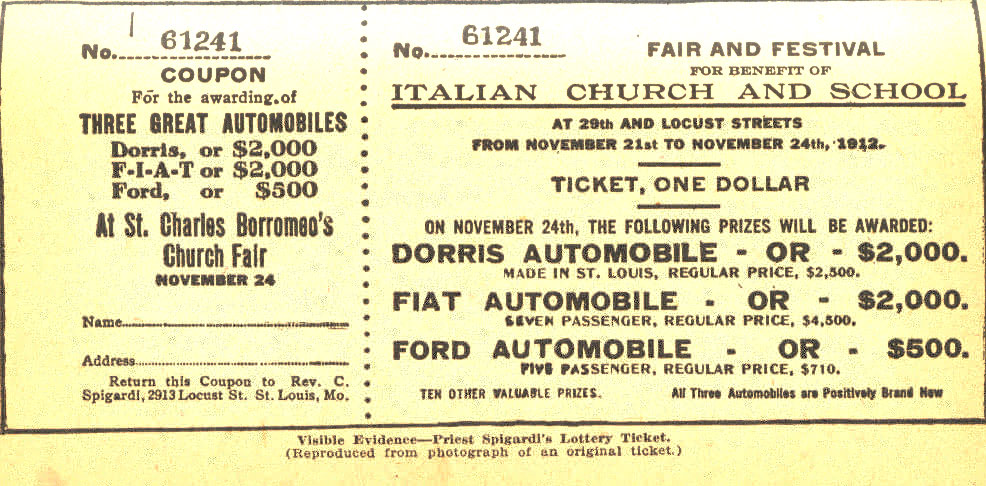 No. 61241
COUPON
For the awarding of
THREE GREAT AUTOMOBILES
Dorris, or $2,000
F-I-A-T or $2,000
Ford, or $500
At St. Charles Borromeo's
Church Fair
NOVEMBER 24
Name
Address
Return this Coupon to Rev. C.
Spigardi, 2913 Locust St. St. Louis, Mo.
No. 61241
FAIR AND FESTIVAL
FOR BENEFIT OF
ITALIAN CHURCH AND SCHOOL
AT 29th AND LOCUST STREETS
FROM NOVEMBER 21st TO NOVEMBER 24th, 1912.
TICKET, ONE DOLLAR
ON NOVEMBER 24th, THE FOLLOWING PRIZES WILL BE AWARDED:
DORRIS AUTOMOBILE - OR - $2,000.
MADE IN ST. LOUIS, REGULAR PRICE, $2,500.
FIAT AUTOMOBILE - OR - $2,000.
SEVEN PASSENGER, REGULAR PRICE, $4,500.
FORD AUTOMOBILE - OR - $500.
FIVE PASSENGER, REGULAR PRICE, $710.
TEN OTHER VALUABLE PRIZES. All Three Automobiles are Positively Brand New
Visible Evidence—Priest Spigardi's Lottery Ticket.
(Reproduced from photograph of an original ticket.)